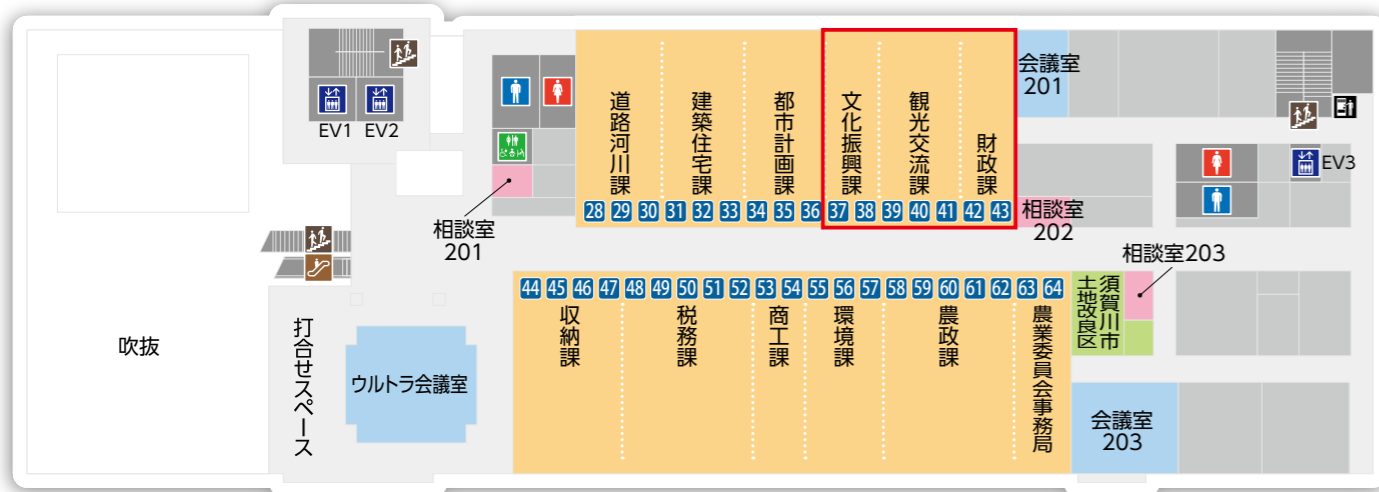 EV1
EV2
道路河川課
建築住宅課
都市計画課
文化振興課
観光交流課
財政課
会議室
201
EV3
28 29 30 31 32 33 34 35 36 37 38 39 40 41 42 43
相談室
201
相談室
202
相談室203
44 45 46 47 48 49 50 51 52 53 54 55 56 57 58 59 60 61 62 63 64
収納課
税務課
商工課
環境課
農政課
農業委員会事務局
須賀川市
土地改良区
吹抜
打合せスペース
ウルトラ会議室
会議室
203